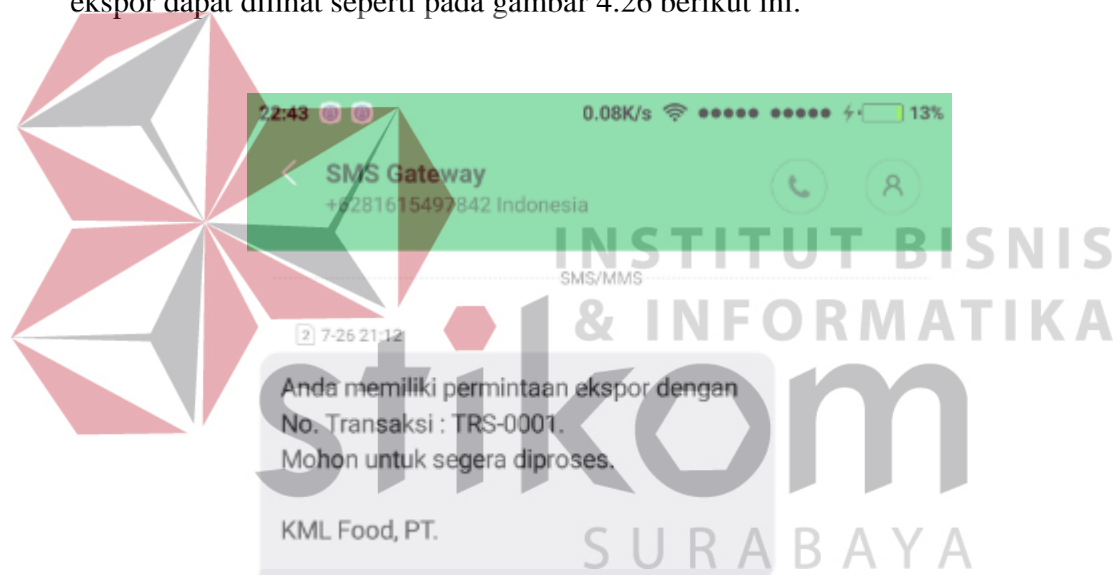 ekspor dapat dilihat seperti pada gambar 4.26 berikut ini.
22:43 0.08K/s 13%
SMS Gateway
+6281615497842 Indonesia
INSTITUT BISNIS
SMS/MMS
& INFORMATIKA
2 7-26 21:12
stikom
Anda memiliki permintaan ekspor dengan
No. Transaksi : TRS-0001.
Mohon untuk segera diproses.
KML Food, PT.
SURABAYA